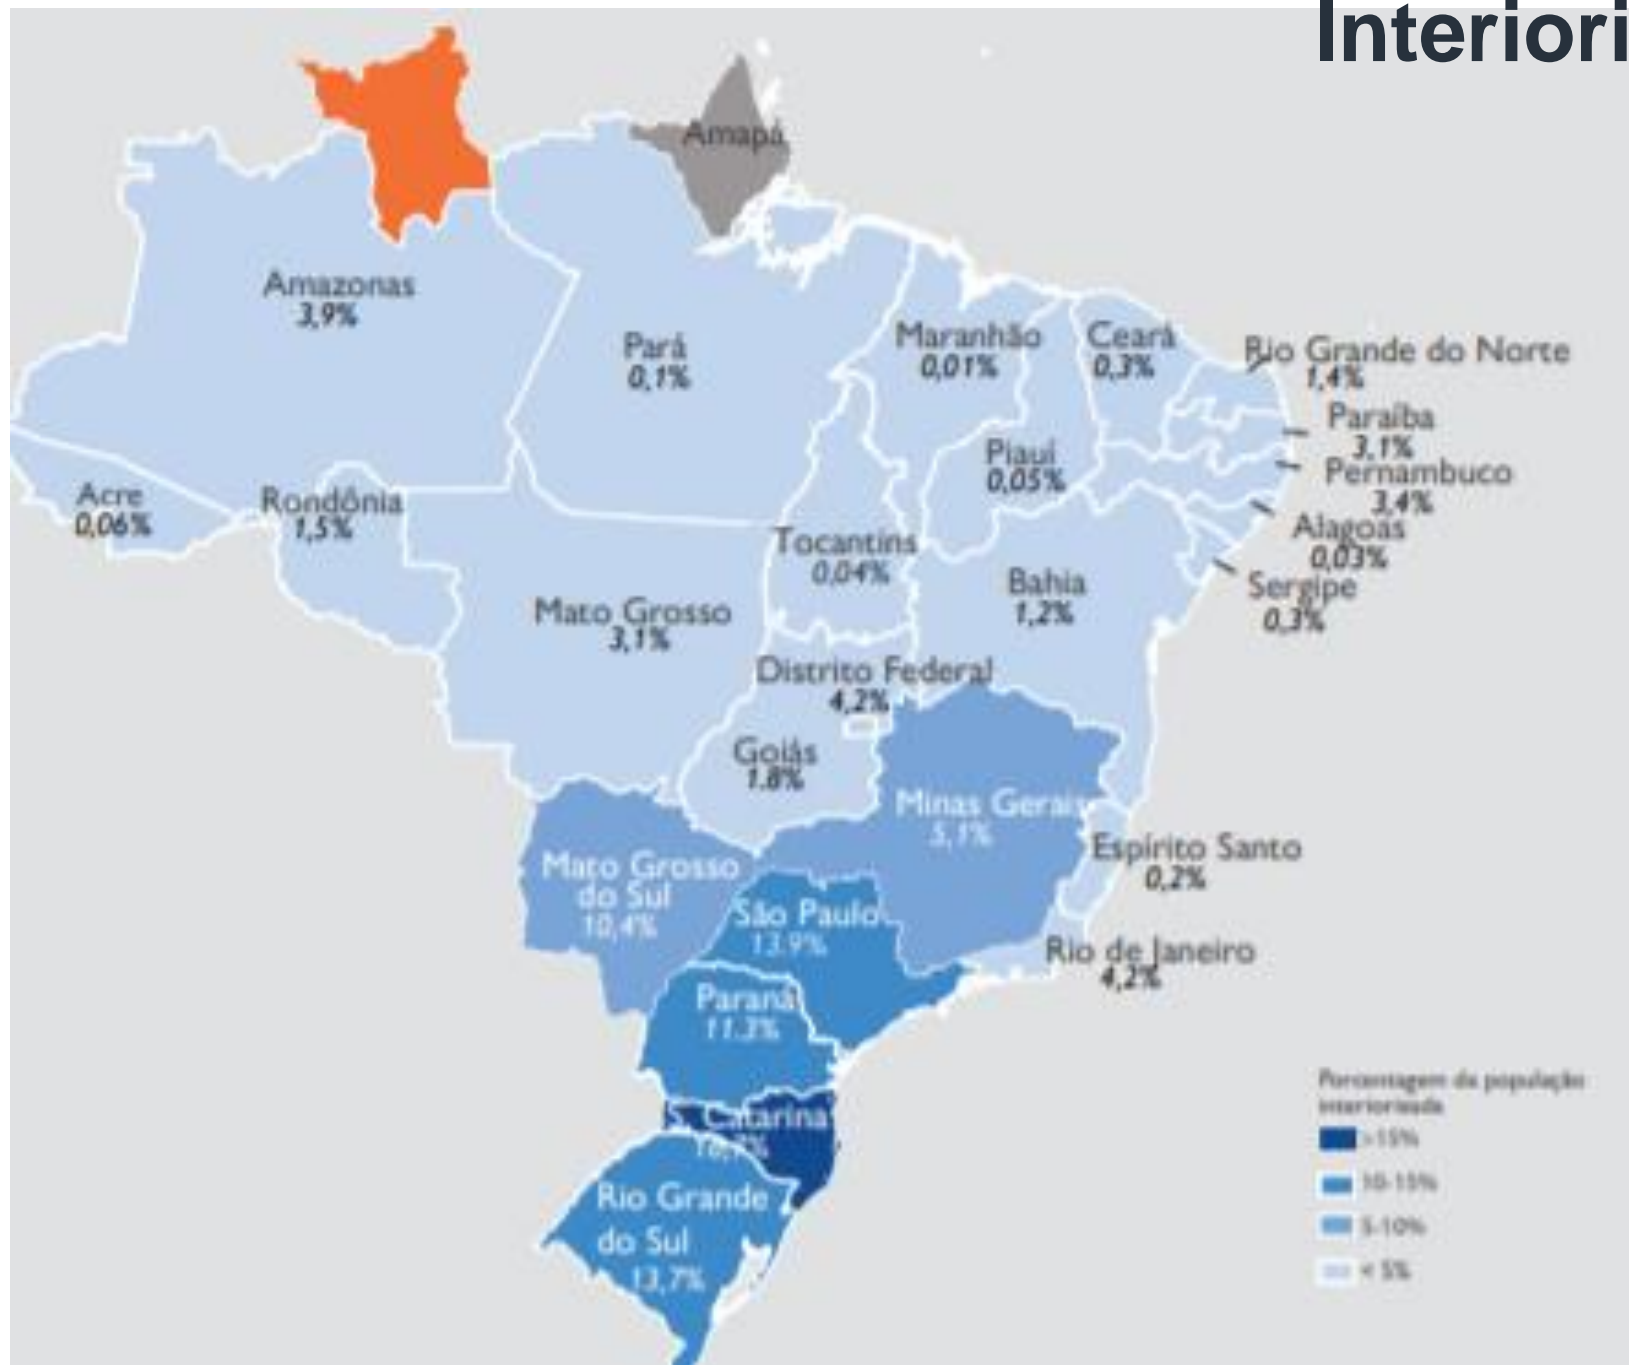 Interiori
Amapá
Amazonas
3,9%
Pará
0,1%
Maranhão
0,01%
Ceará
0,3%
Rio Grande do Norte
1,4%
Paraíba
3,1%
Piauí
0,05%
Pernambuco
3,4%
Acre
0,06%
Rondônia
1,5%
Alagoas
0,03%
Tocantins
0,04%
Bahia
1,2%
Sergipe
0,3%
Mato Grosso
3,1%
Distrito Federal
4,2%
Goiás
1.8%
Minas Gerais
5,1%
Espírito Santo
0,2%
Mato Grosso
do Sul
10,4%
São Paulo
13.9%
Rio de Janeiro
4,2%
Paraná
11.3%
S. Catarina
16,7%
Rio Grande
do Sul
13,7%
Porcentagem da população
interiorizada
>15%
10-15%
5-10%
< 5%